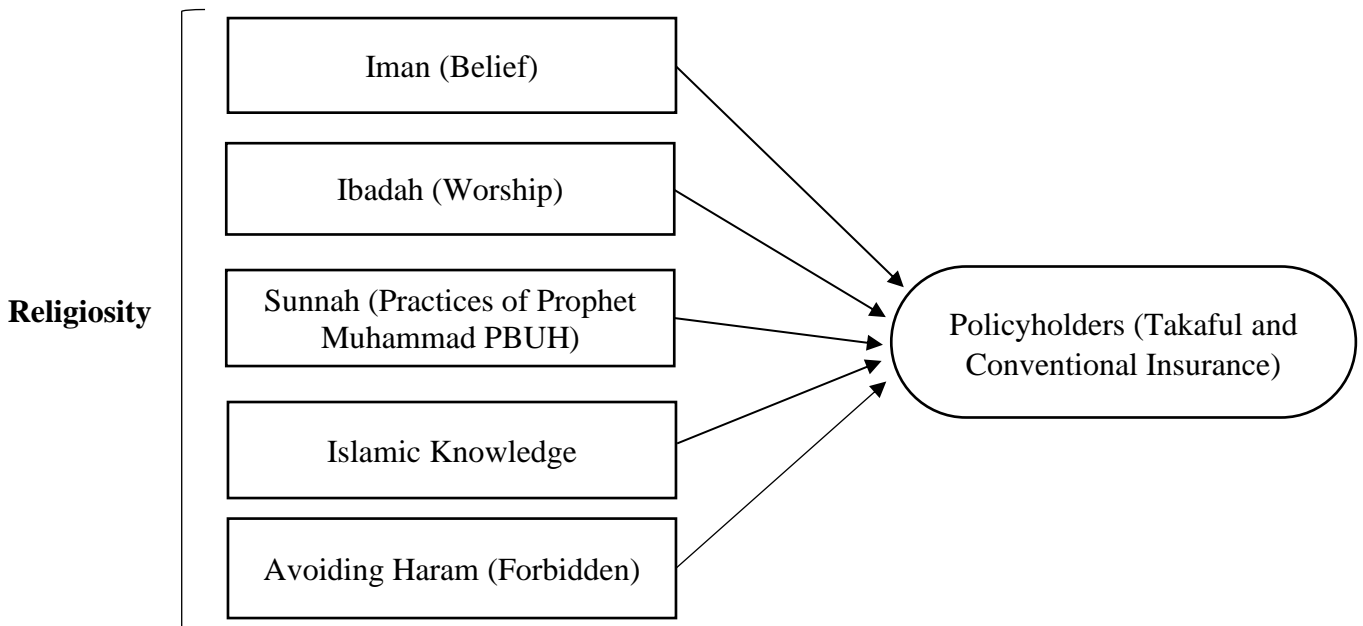 Iman (Belief)
Ibadah (Worship)
Religiosity
Sunnah (Practices of Prophet
Muhammad PBUH)
Islamic Knowledge
Avoiding Haram (Forbidden)
Policyholders (Takaful and
Conventional Insurance)